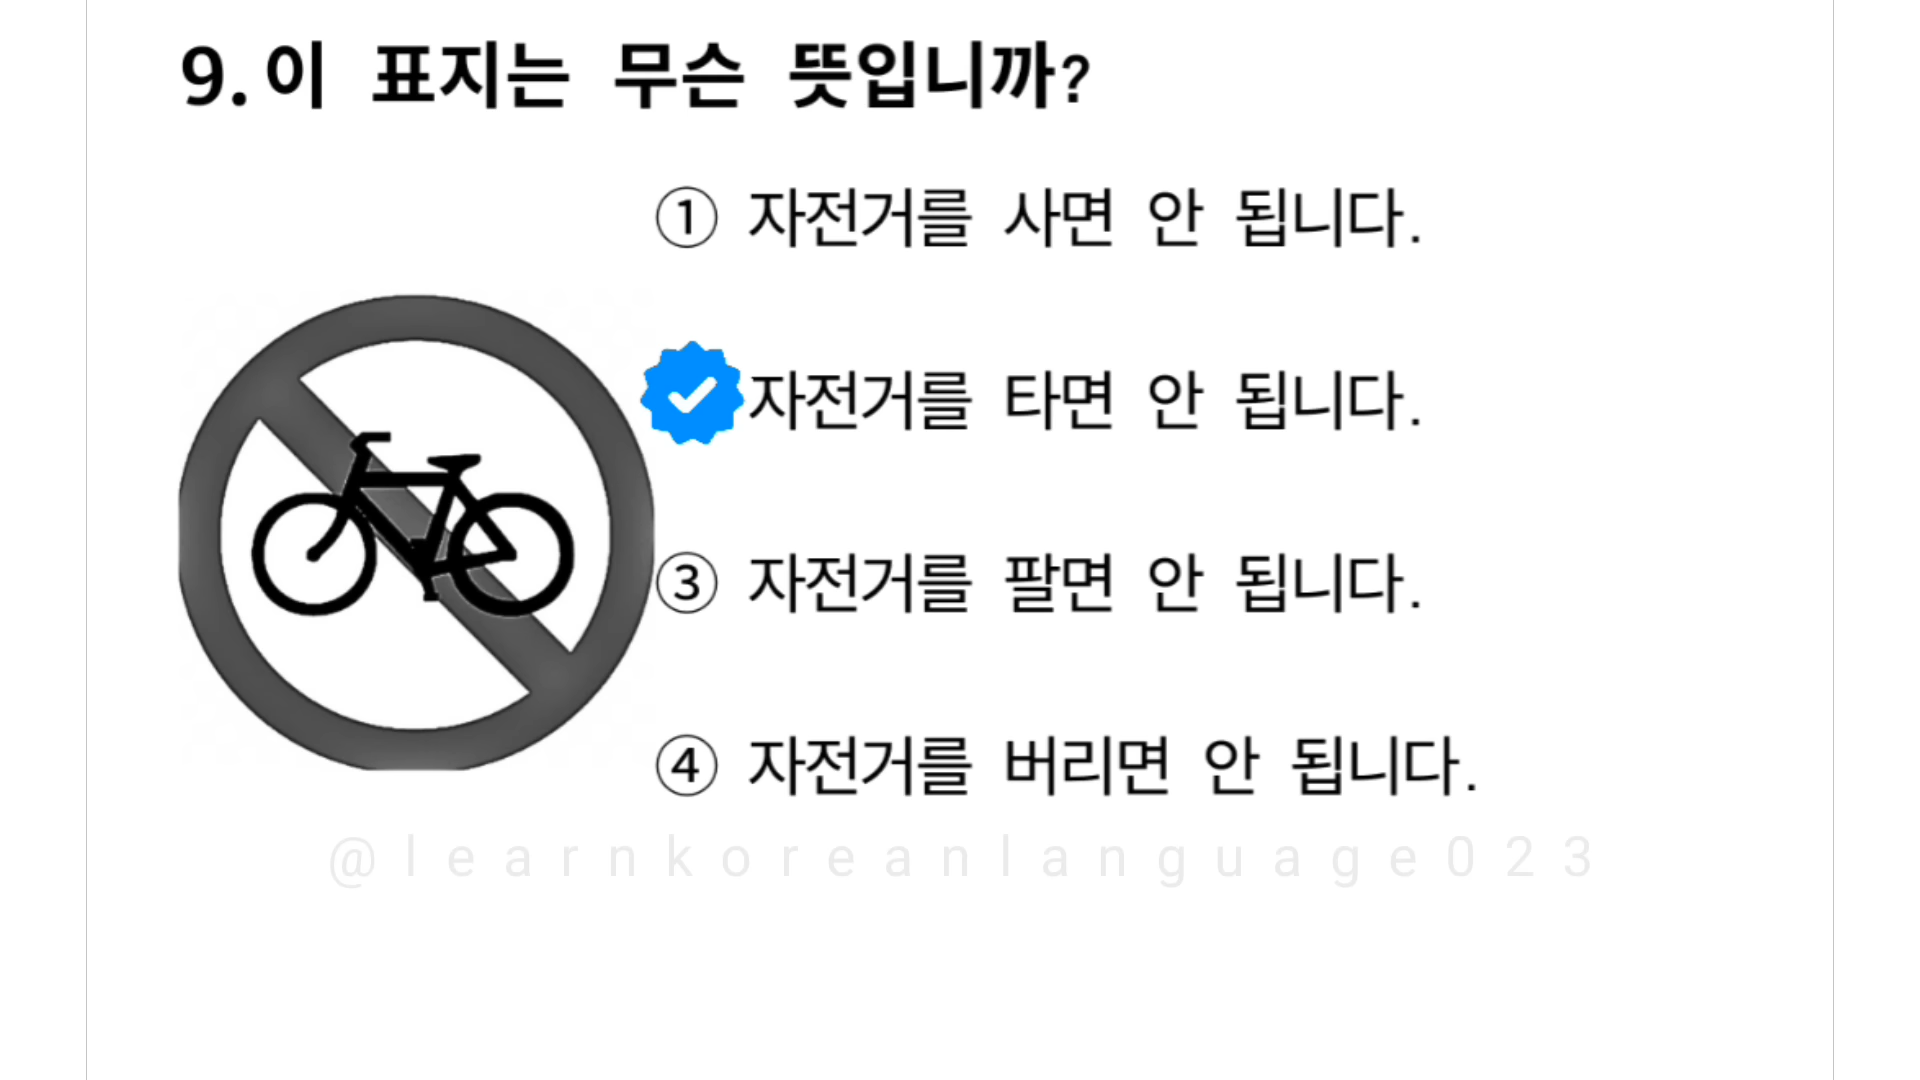 9. 이 표지는 무슨 뜻입니까?
① 자전거를 사면 안 됩니다.
자전거를 타면 안 됩니다.
③ 자전거를 팔면 안 됩니다.
④ 자전거를 버리면 안 됩니다.
@learnkoreanlanguage023